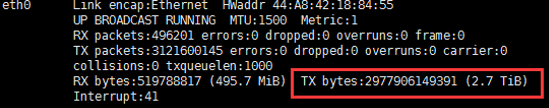 eth0 Link encap:Ethernet HWaddr 44:A8:42:18:84:55
UP BROADCAST RUNNING MTU:1500 Metric:1
RX packets:496201 errors:0 dropped:0 overruns:0 frame:0
TX packets:3121600145 errors:0 dropped:0 overruns:0 carrier:0
collisions:0 txqueuelen:1000
RX bytes:519788817 (495.7 MiB) TX bytes:2977906149391 (2.7 TiB)
Interrupt:41